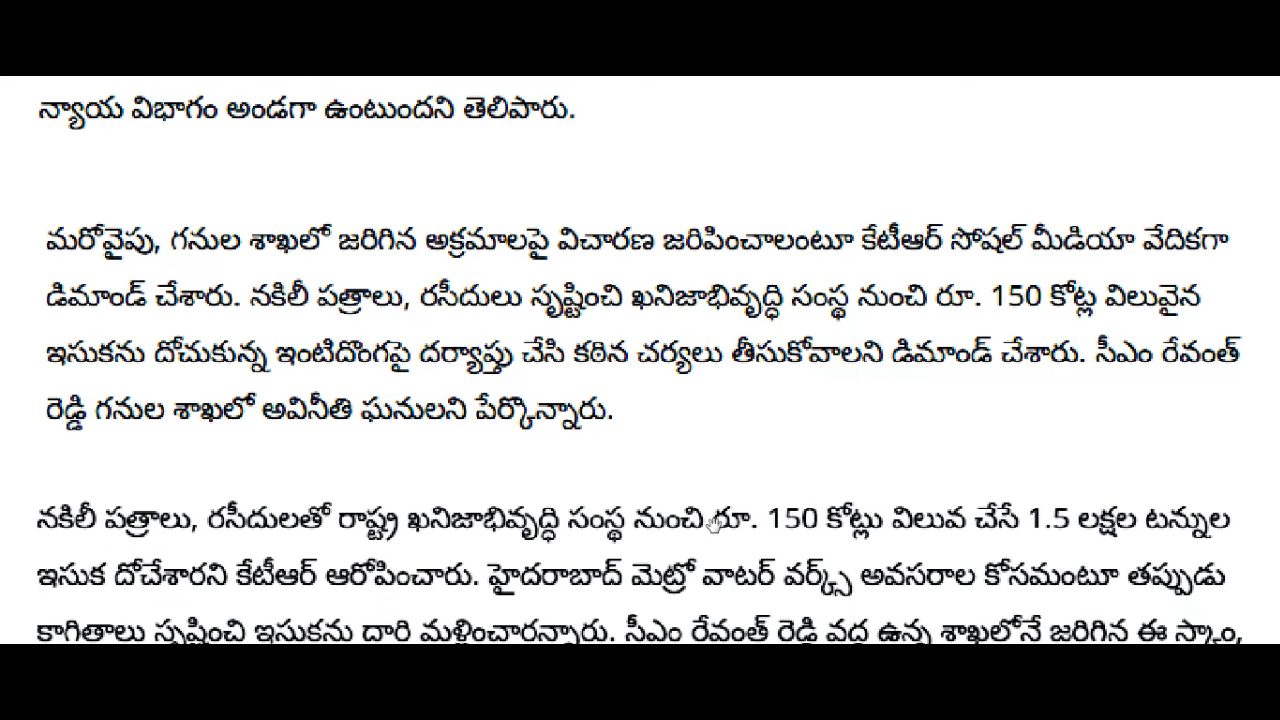 న్యాయ విభాగం అండగా ఉంటుందని తెలిపారు.
మరోవైపు, గనుల శాఖలో జరిగిన అక్రమాలపై విచారణ జరిపించాలంటూ కేటీఆర్ సోషల్ మీడియా వేదికగా
డిమాండ్ చేశారు. నకిలీ పత్రాలు, రసీదులు సృష్టించి ఖనిజాభివృద్ధి సంస్థ నుంచి రూ. 150 కోట్ల విలువైన
ఇసుకను దోచుకున్న ఇంటిదొంగపై దర్యాప్తు చేసి కఠిన చర్యలు తీసుకోవాలని డిమాండ్ చేశారు. సీఎం రేవంత్
రెడ్డి గనుల శాఖలో అవినీతి ఘనులని పేర్కొన్నారు.
నకిలీ పత్రాలు, రసీదులతో రాష్ట్ర ఖనిజాభివృద్ధి సంస్థ నుంచి రూ. 150 కోట్లు విలువ చేసే 1.5 లక్షల టన్నుల
ఇసుక దోచేశారని కేటీఆర్ ఆరోపించారు. హైదరాబాద్ మెట్రో వాటర్ వర్క్స్ అవసరాల కోసమంటూ తప్పుడు
కాగితాలు సృష్టించి ఇసుకను దారి మళ్లించారన్నారు. సీఎం రేవంత్ రెడ్డి వద్ద ఉన్న శాఖలోనే జరిగిన ఈ స్కాం,